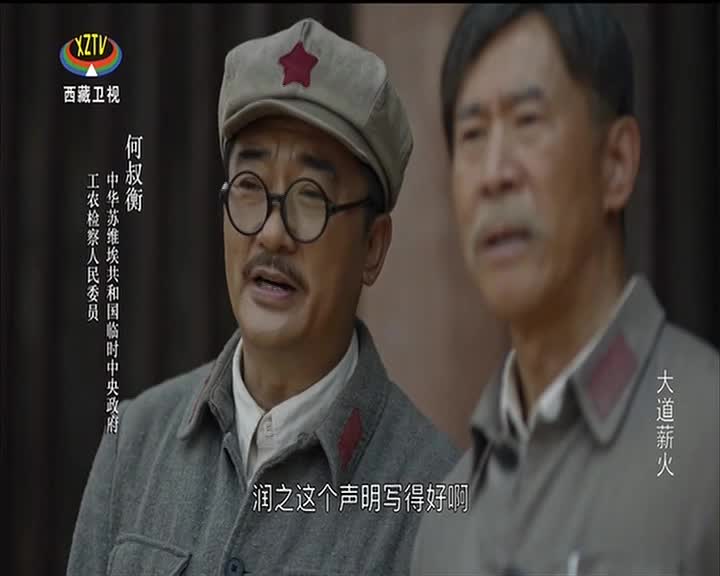 XZTV
西藏卫视
何叔衡
中华苏维埃共和国临时中央政府
工农检察人民委员
大道薪火
润之这个声明写得好啊